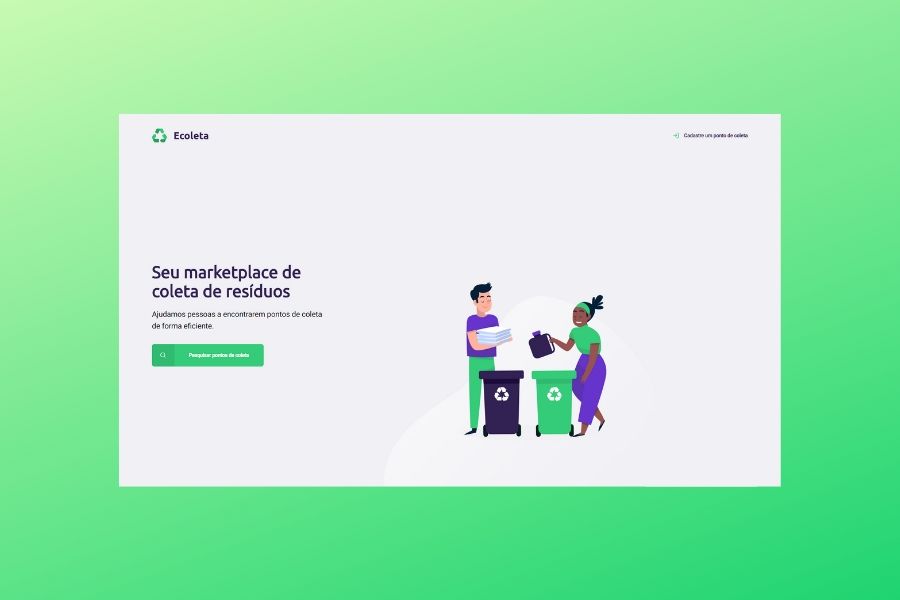 Ecoleta
Cadastre um ponto de coleta
Seu marketplace de
coleta de resíduos
Ajudamos pessoas a encontrarem pontos de coleta
de forma eficiente.
Pesquisar pontos de coleta